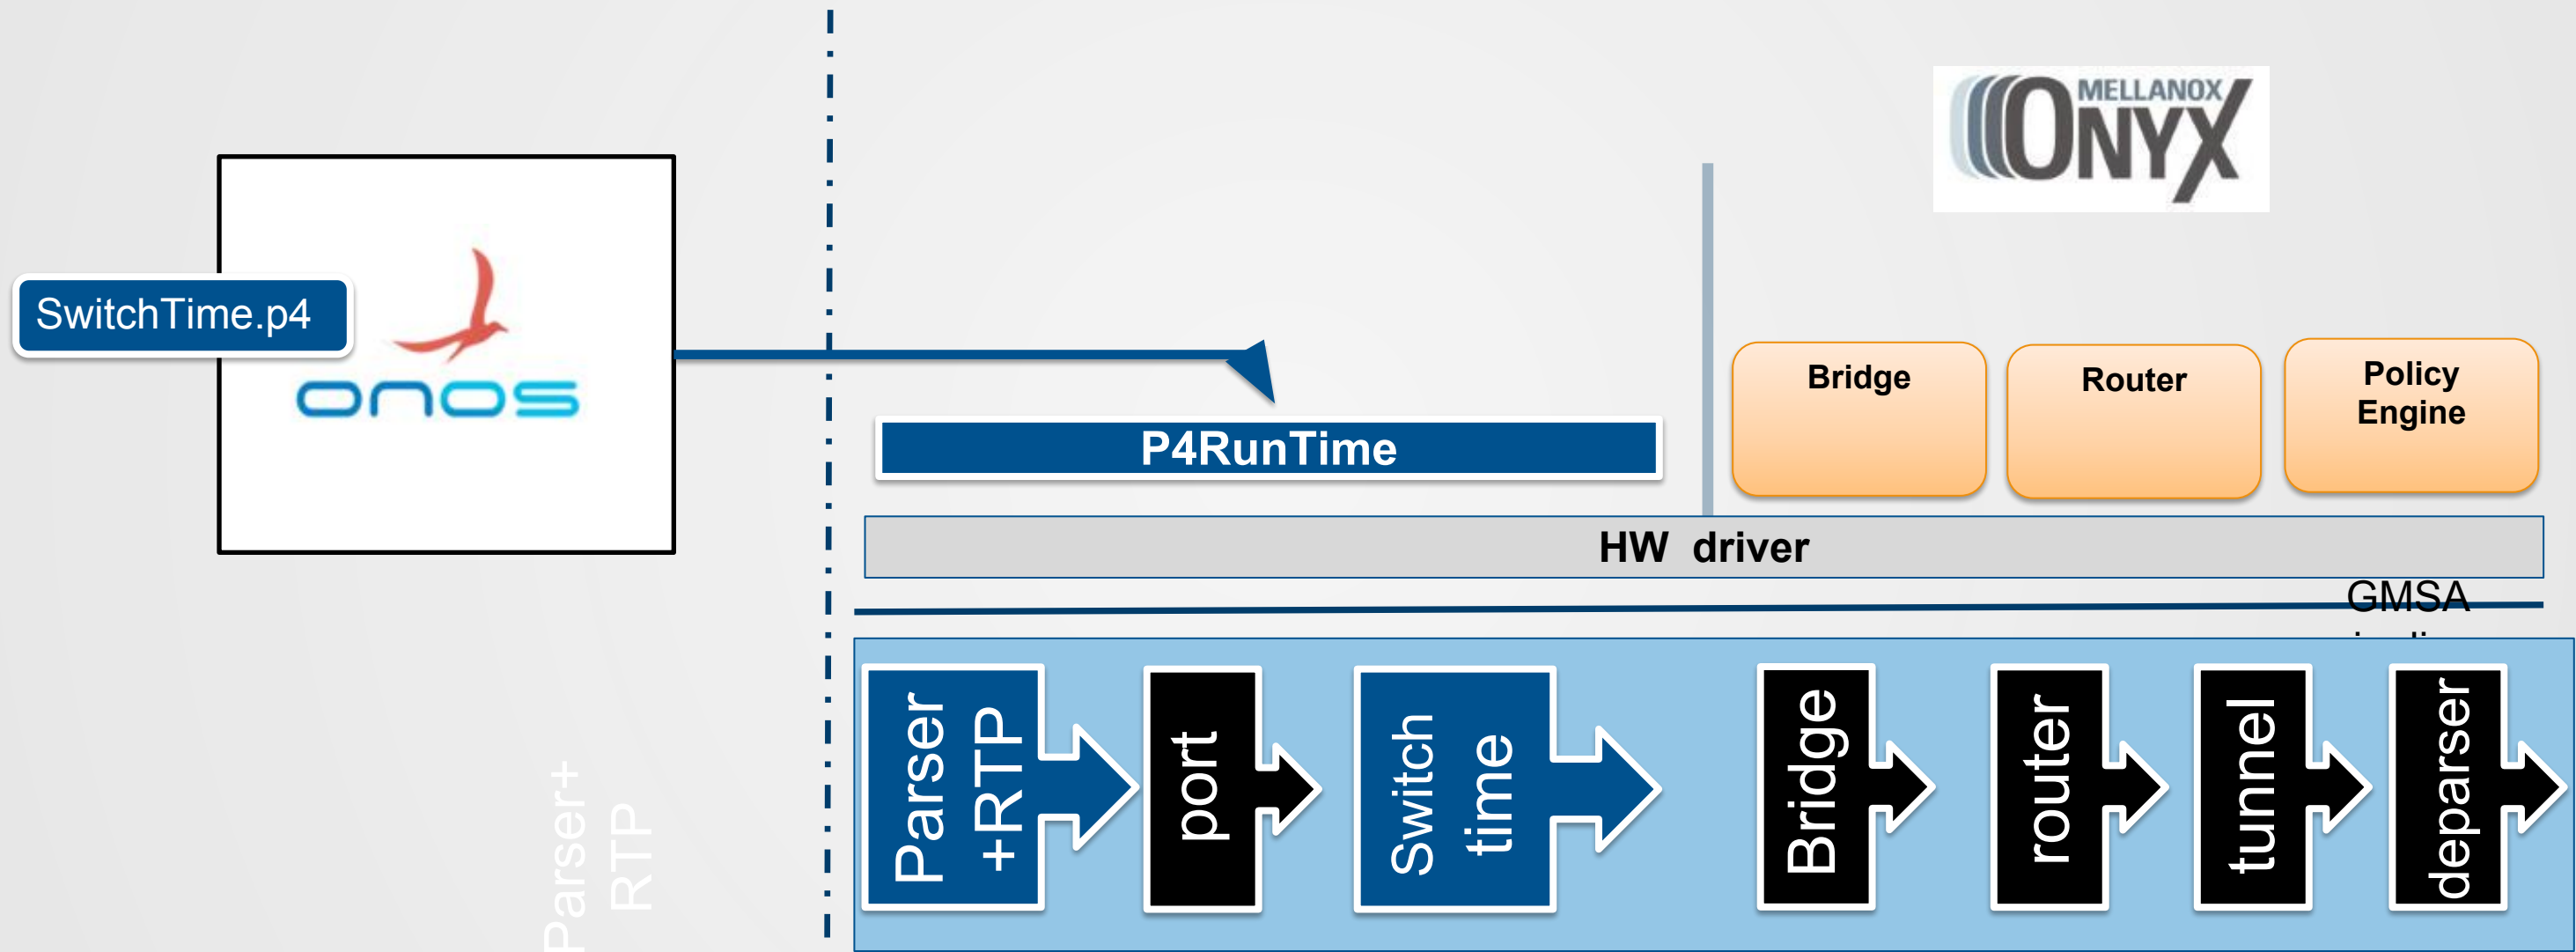 MELLANOX
ONYX
SwitchTime.p4
onos
P4RunTime
Bridge
Router
Policy
Engine
HW driver
GMSA
Parser
+RTP
port
Switch
time
Bridge
router
tunnel
deparser
Parser+
RTP